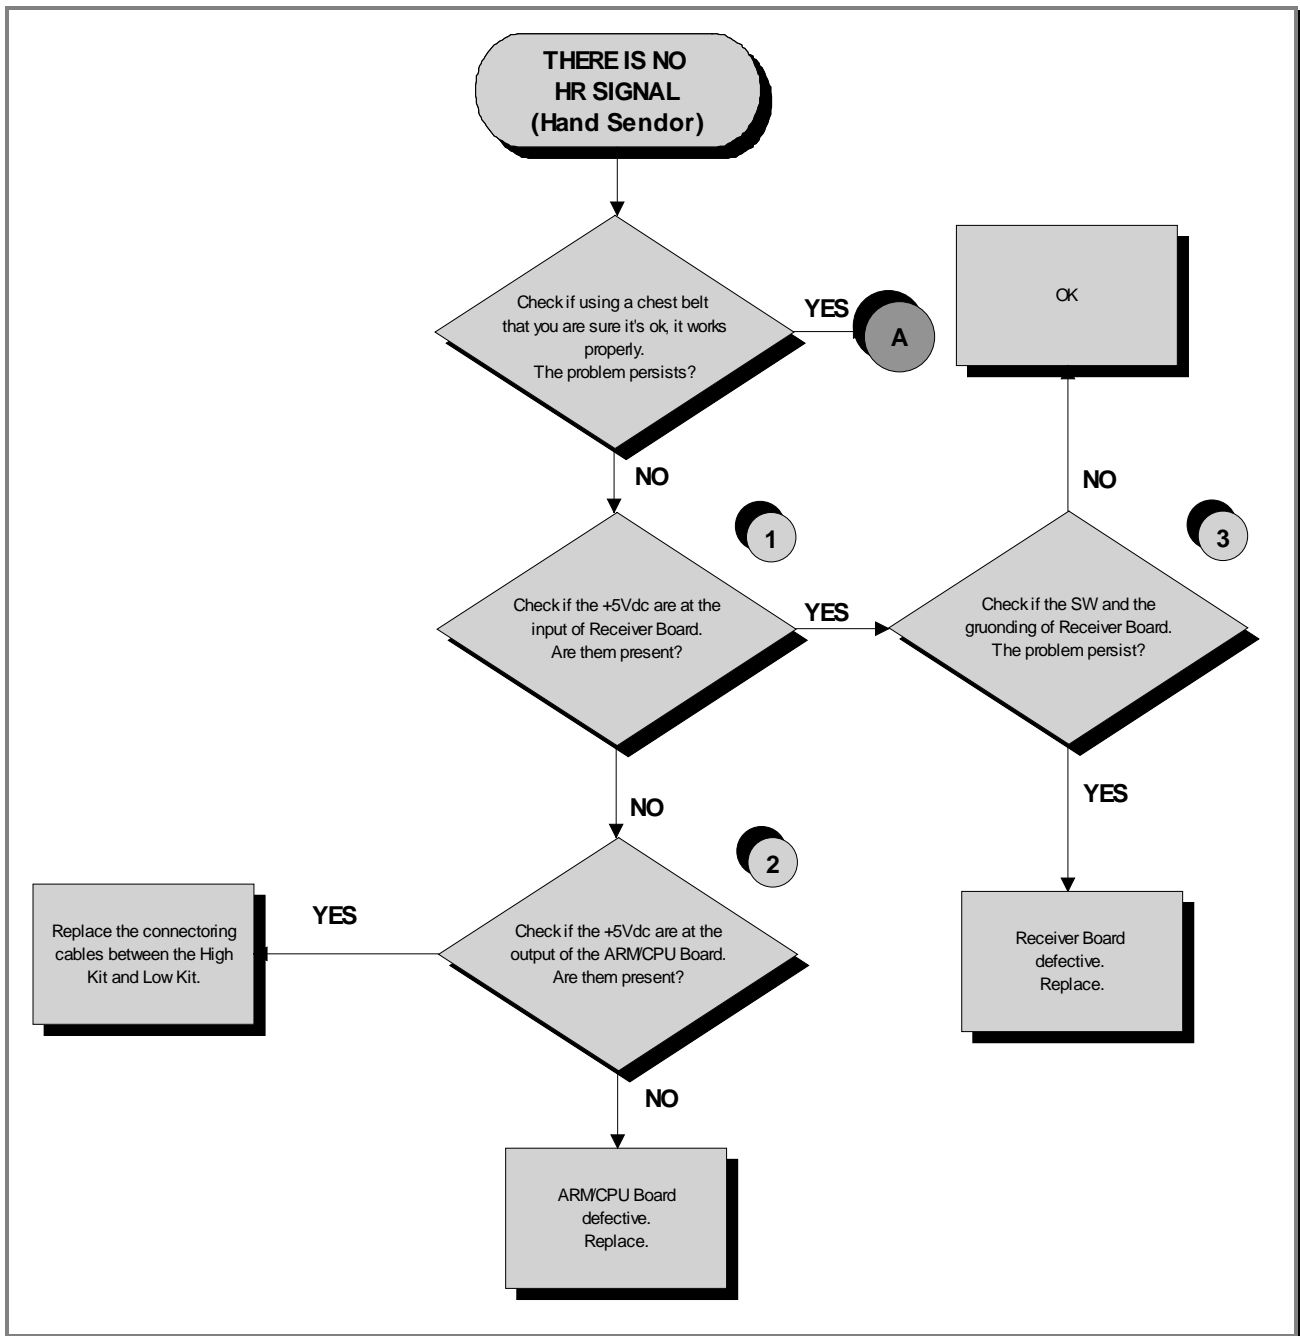 THERE IS NO
HR SIGNAL
(Hand Sendor)
Check if using a chest belt
that you are sure it's ok, it works
properly.
The problem persists?
YES
A
OK
NO
NO
1
3
Check if the +5Vdc are at the
input of Receiver Board.
Are them present?
YES
Check if the SW and the
gruonding of Receiver Board.
The problem persist?
YES
NO
2
Replace the connectoring
cables between the High
Kit and Low Kit.
YES
Check if the +5Vdc are at the
output of the ARM/CPU Board.
Are them present?
Receiver Board
defective.
Replace.
NO
ARM/CPU Board
defective.
Replace.